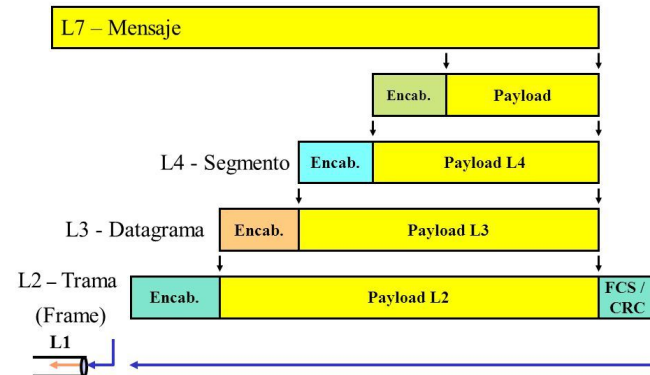 L7 – Mensaje
Encab. Payload
L4 - Segmento Encab. Payload L4
L3 - Datagrama Encab. Payload L3
L2 – Trama
(Frame)
Encab. Payload L2
FCS /
CRC
L1